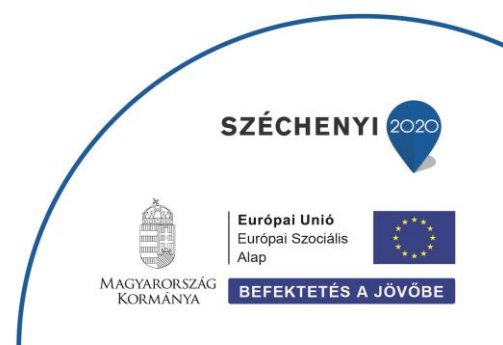 SZÉCHENYI 2020
Európai Unió
Európai Szociális
Alap
MAGYARORSZÁG
KORMÁNYA
BEFEKTETÉS A JÖVŐBE